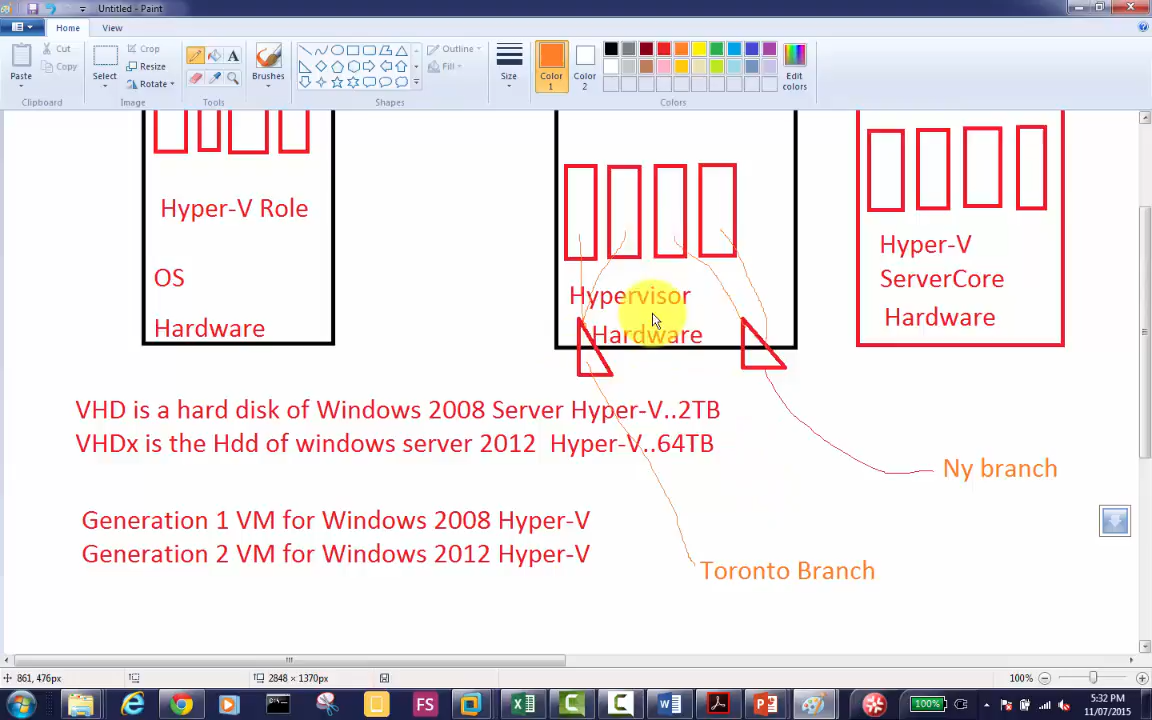 Untitled - Paint
Home
View
Paste
Cut
Copy
Clipboard
Select
Crop
Resize
Rotate
Image
Tools
Brushes
Shapes
Outline
Fill
Size
Color
1
Color
2
Edit
colors
Colors
Hyper-V Role
OS
Hardware
Hypervisor
Hardware
Hyper-V
ServerCore
Hardware
VHD is a hard disk of Windows 2008 Server Hyper-V..2TB
VHDx is the Hdd of windows server 2012 Hyper-V..64TB
Ny branch
Generation 1 VM for Windows 2008 Hyper-V
Generation 2 VM for Windows 2012 Hyper-V
Toronto Branch
861, 476px
2848 × 1370px
100%
FS
100%
5:32 PM
11/07/2015